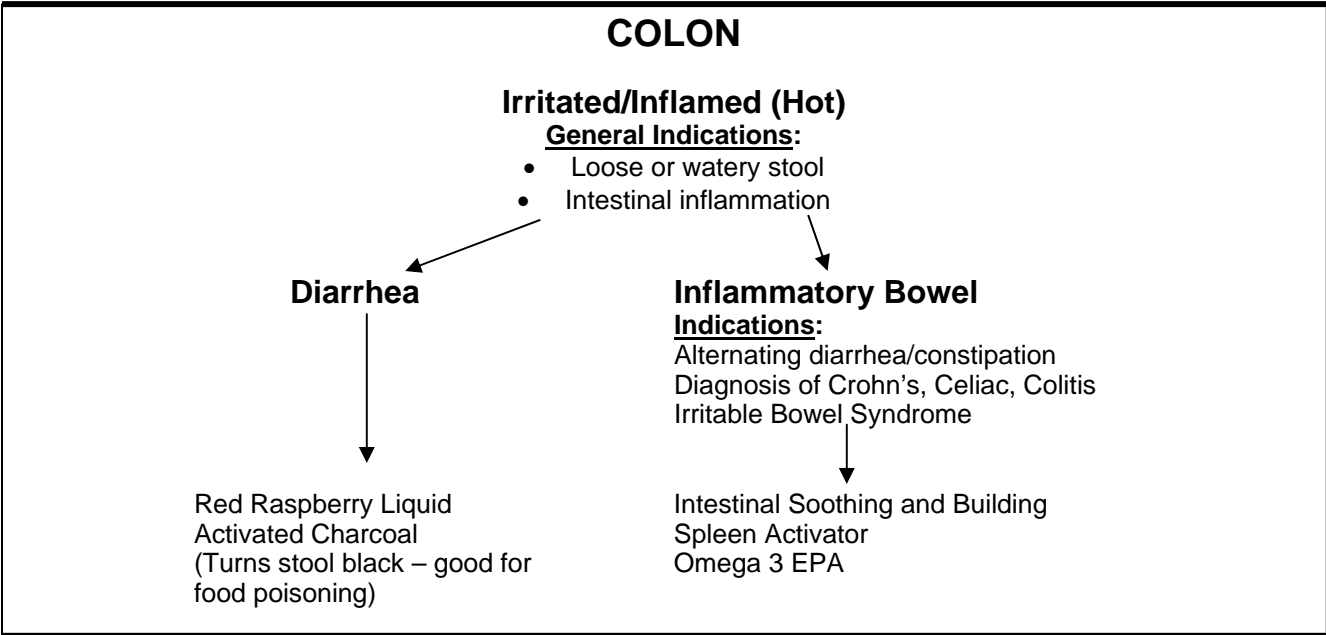 COLON
Irritated/Inflamed (Hot)
General Indications:
• Loose or watery stool
• Intestinal inflammation
Diarrhea
Red Raspberry Liquid
Activated Charcoal
(Turns stool black – good for
food poisoning)
Inflammatory Bowel
Indications:
Alternating diarrhea/constipation
Diagnosis of Crohn’s, Celiac, Colitis
Irritable Bowel Syndrome
Intestinal Soothing and Building
Spleen Activator
Omega 3 EPA